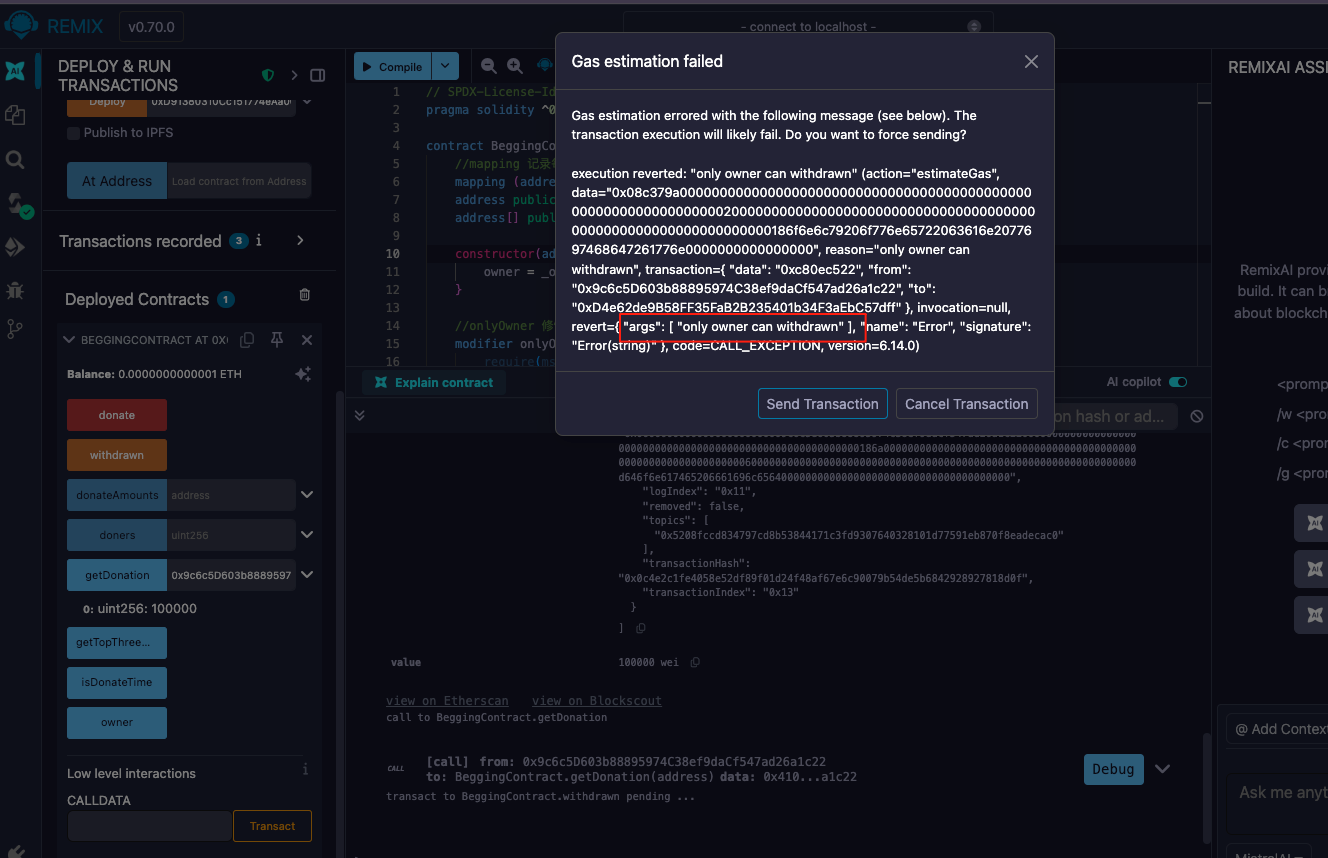 REMIX
v0.70.0
- connect to localhost -
DEPLOY & RUN
TRANSACTIONS
Deploy
Publish to IPFS
At Address
Load contract from Address
Transactions recorded 3 i
Deployed Contracts 1
BEGGINGCONTRACT AT 0X
Balance: 0.0000000000001 ETH
donate
withdrawn
donateAmounts address
doners uint256
getDonation 0x9c6c5D603b8889597
0: uint256: 100000
getTopThree...
isDonateTime
owner
Low level interactions i
CALLDATA
Transact
Compile
1 // SPDX-License-Id
2 pragma solidity ^0
3
4 contract BeggingCo
5 //mapping 记录
6 mapping (addre
7 address public
8 address[] publ
9
10 constructor(ad
11 owner = _o
12 }
13
14 //onlyOwner 修
15 modifier onlyO
16 require(ms
Explain contract
AI copilot
on hash or ad...
Gas estimation failed
Gas estimation errored with the following message (see below). The
transaction execution will likely fail. Do you want to force sending?
execution reverted: "only owner can withdrawn" (action="estimateGas",
reason="only owner can
withdrawn", transaction={ "data": "0xc80ec522", "from":
"0x9c6c5D603b88895974C38ef9daCf547ad26a1c22", "to":
"0xD4e62de9B58FF35FaB2B235401b34F3aEbC57dff" }, invocation=null,
revert={ "args": [ "only owner can withdrawn" ], "name": "Error", "signature":
"Error(string)" }, code=CALL_EXCEPTION, version=6.14.0)
Send Transaction
Cancel Transaction
"logIndex": "0x11",
"removed": false,
"topics": [
"0x5208fccd834797cd8b53844171c3fd9307640328101d77591eb870f8eadecac0"
],
"transactionHash":
"0x0c4e2c1fe4058e52df89f01d24f48af67e6c90079b54de5b6842928927818d0f",
"transactionIndex": "0x13"
}
]
value 100000 wei
view on Etherscan view on Blockscout
call to BeggingContract.getDonation
CALL [call] from: 0x9c6c5D603b88895974C38ef9daCf547ad26a1c22
to: BeggingContract.getDonation(address) data: 0x410...a1c22
Debug
transact to BeggingContract.withdrawn pending ...
REMIXAI ASS
RemixAI provi
build. It can b
about blockch
<promp
/w <pro
/c <pron
/g <pron
AI
AI
AI
@ Add Context
Ask me anyt